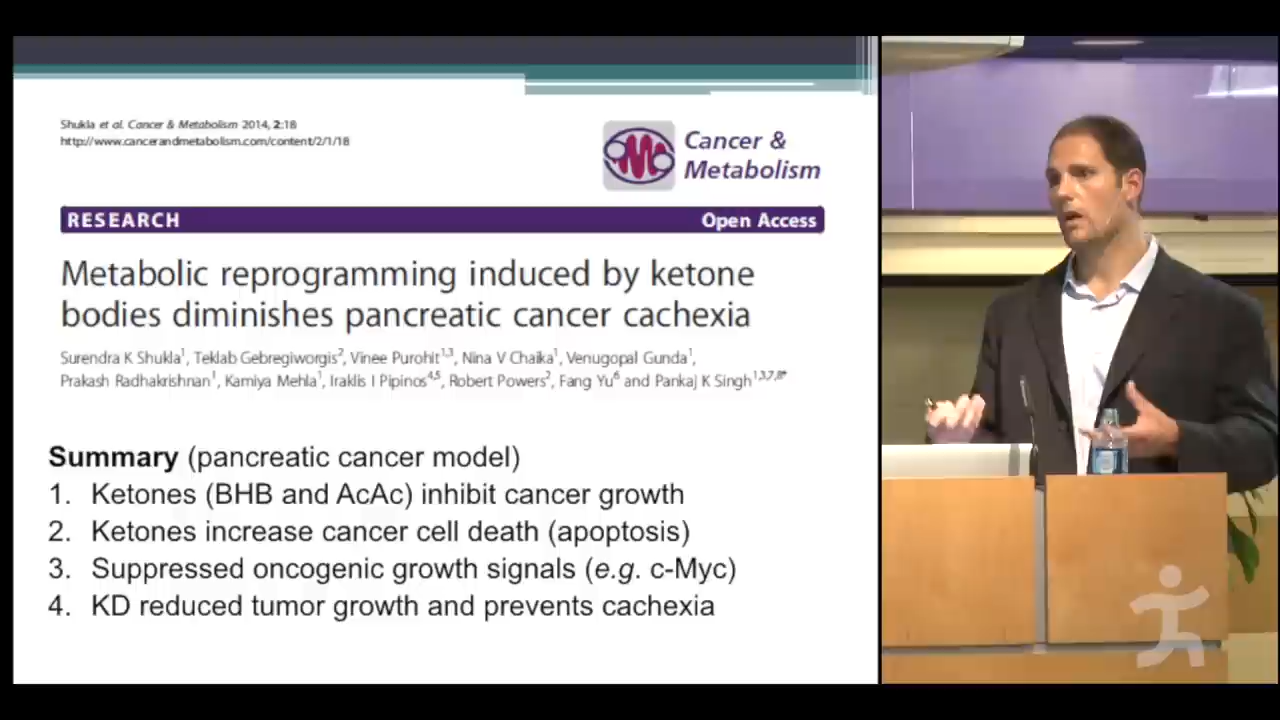 Shukla et al. Cancer & Metabolism 2014, 2:18
http://www.cancerandmetabolism.com/content/2/1/18
Cancer &
Metabolism
RESEARCH Open Access
Metabolic reprogramming induced by ketone
bodies diminishes pancreatic cancer cachexia
Surendra K Shukla1, Teklab Gebregiworgis2, Vinee Purohit1,3, Nina V Chaika1, Venugopal Gunda1,
Prakash Radhakrishnan1, Kamiya Mehla1, Iraklis I Pipinos4,5, Robert Powers2, Fang Yu6 and Pankaj K Singh1,3,7,8*
Summary (pancreatic cancer model)
1. Ketones (BHB and AcAc) inhibit cancer growth
2. Ketones increase cancer cell death (apoptosis)
3. Suppressed oncogenic growth signals (e.g. c-Myc)
4. KD reduced tumor growth and prevents cachexia